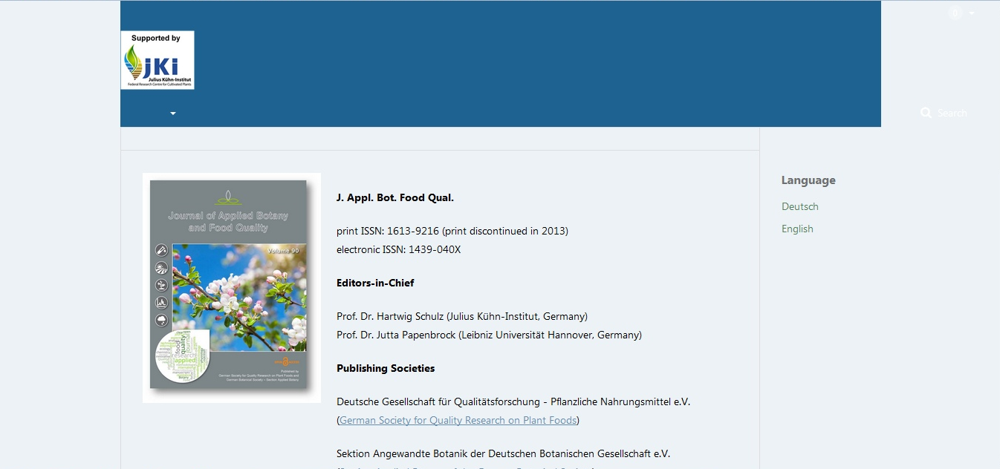 0
Supported by
JKi
Julius Kühn-Institut
Federal Research Centre for Cultivated Plants
Search
Journal of Applied Botany
and Food Quality
Volume 90
food
quality
journal
research
applied
Published by
German Society for Quality Research on Plant Foods and
German Botanical Society – Section Applied Botany
J. Appl. Bot. Food Qual.
print ISSN: 1613-9216 (print discontinued in 2013)
electronic ISSN: 1439-040X
Editors-in-Chief
Prof. Dr. Hartwig Schulz (Julius Kühn-Institut, Germany)
Prof. Dr. Jutta Papenbrock (Leibniz Universität Hannover, Germany)
Publishing Societies
Deutsche Gesellschaft für Qualitätsforschung - Pflanzliche Nahrungsmittel e.V.
(German Society for Quality Research on Plant Foods)
Sektion Angewandte Botanik der Deutschen Botanischen Gesellschaft e.V.
Language
Deutsch
English